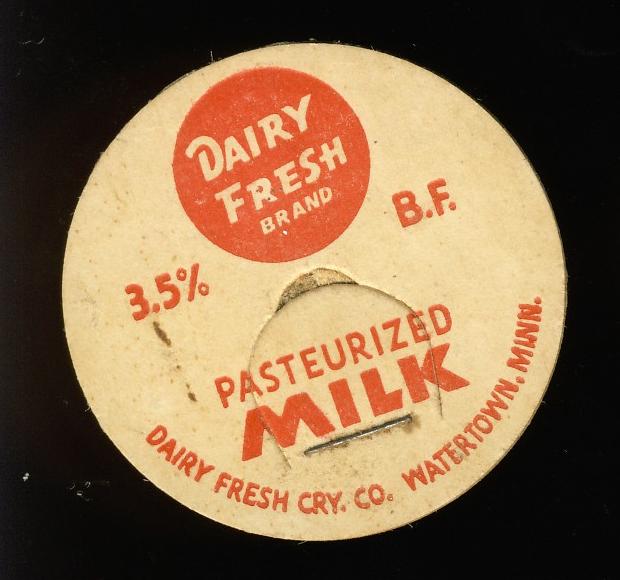 DAIRY
FRESH
BRAND
3.5% B.F.
PASTEURIZED
MILK
DAIRY FRESH CRY. CO. WATERTOWN. MINN.